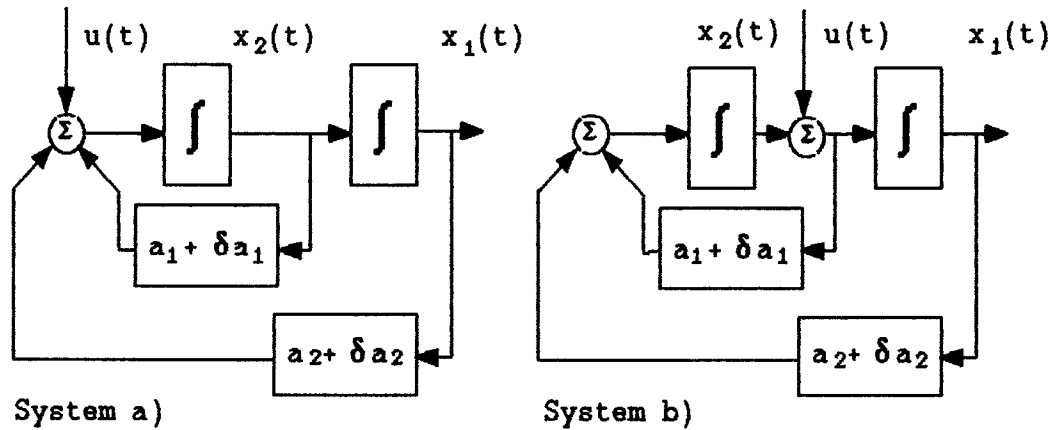 u(t) x₂(t) x₁(t)
x₂(t) u(t) x₁(t)
Σ ∫ ∫
Σ ∫ Σ ∫
a₁+ δa₁
a₁+ δa₁
a₂+ δa₂
a₂+ δa₂
System a)
System b)